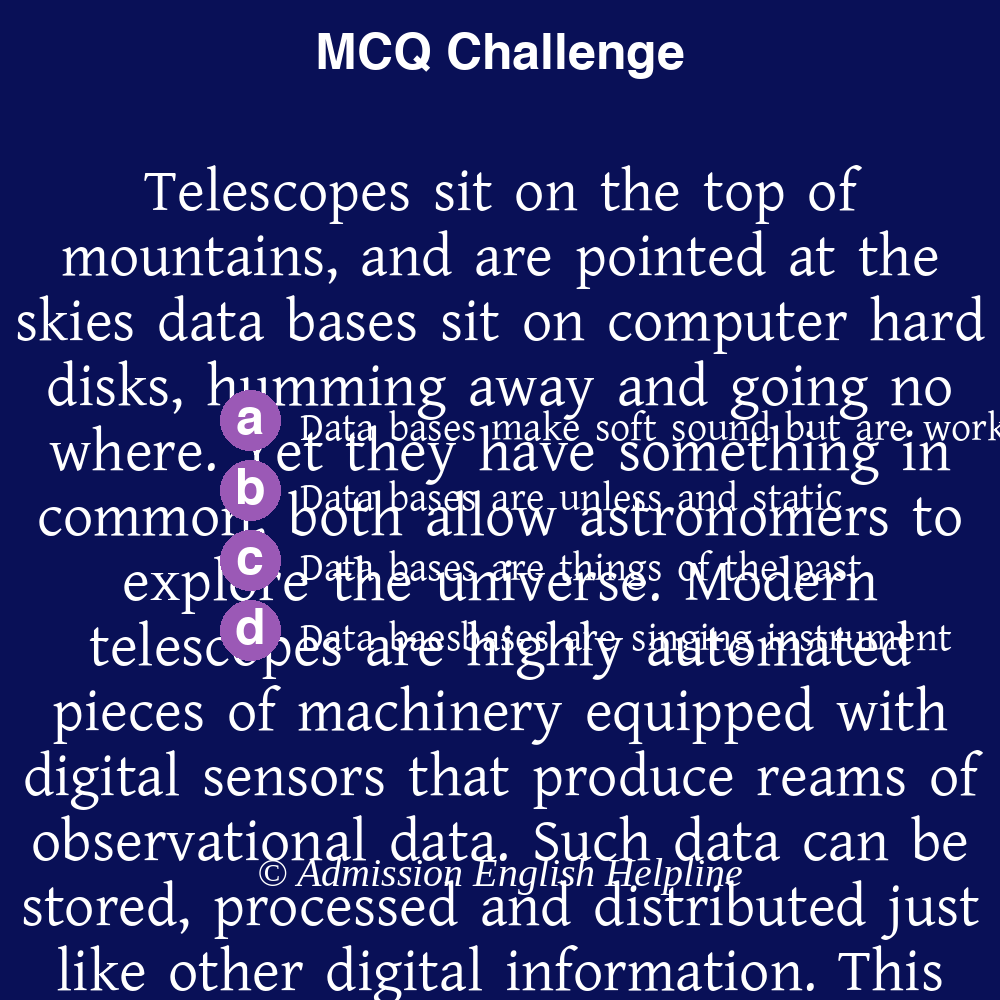 MCQ Challenge
Telescopes sit on the top of
mountains, and are pointed at the
skies data bases sit on computer hard
disks, humming away and going no
where. Yet they have something in
common, both allow astronomers to
explore the universe. Modern
telescopes are highly automated
pieces of machinery equipped with
digital sensors that produce reams of
observational data. Such data can be
stored, processed and distributed just
like other digital information. This
a Data bases make soft sound but are work
b Data bases are unless and static
c Data bases are things of the past
d Data baesbases are singing instrument
© Admission English Helpline